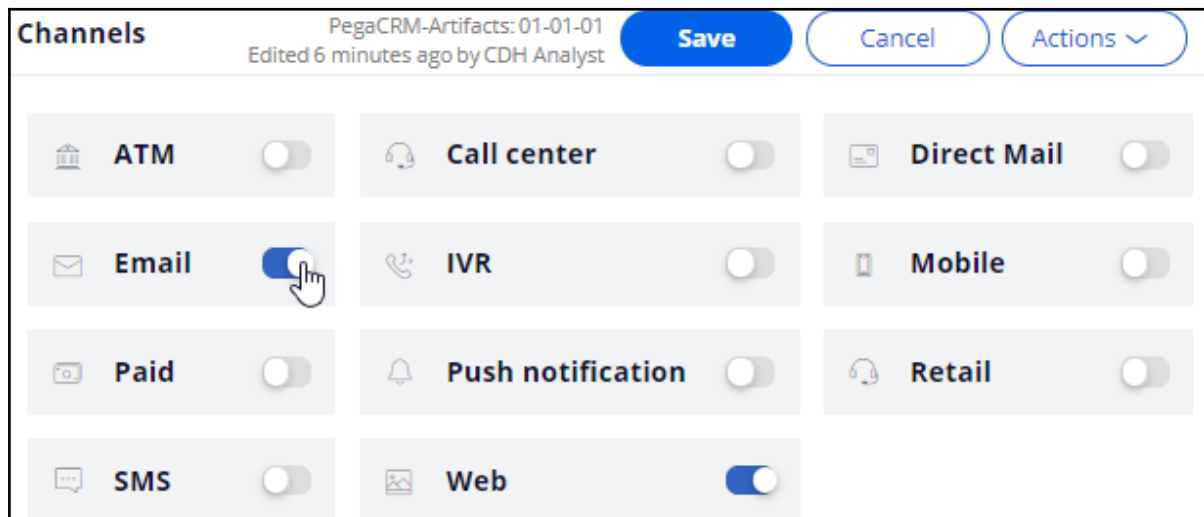 Channels
PegaCRM-Artifacts: 01-01-01
Edited 6 minutes ago by CDH Analyst
Save
Cancel
Actions
ATM
Call center
Direct Mail
Email
IVR
Mobile
Paid
Push notification
Retail
SMS
Web